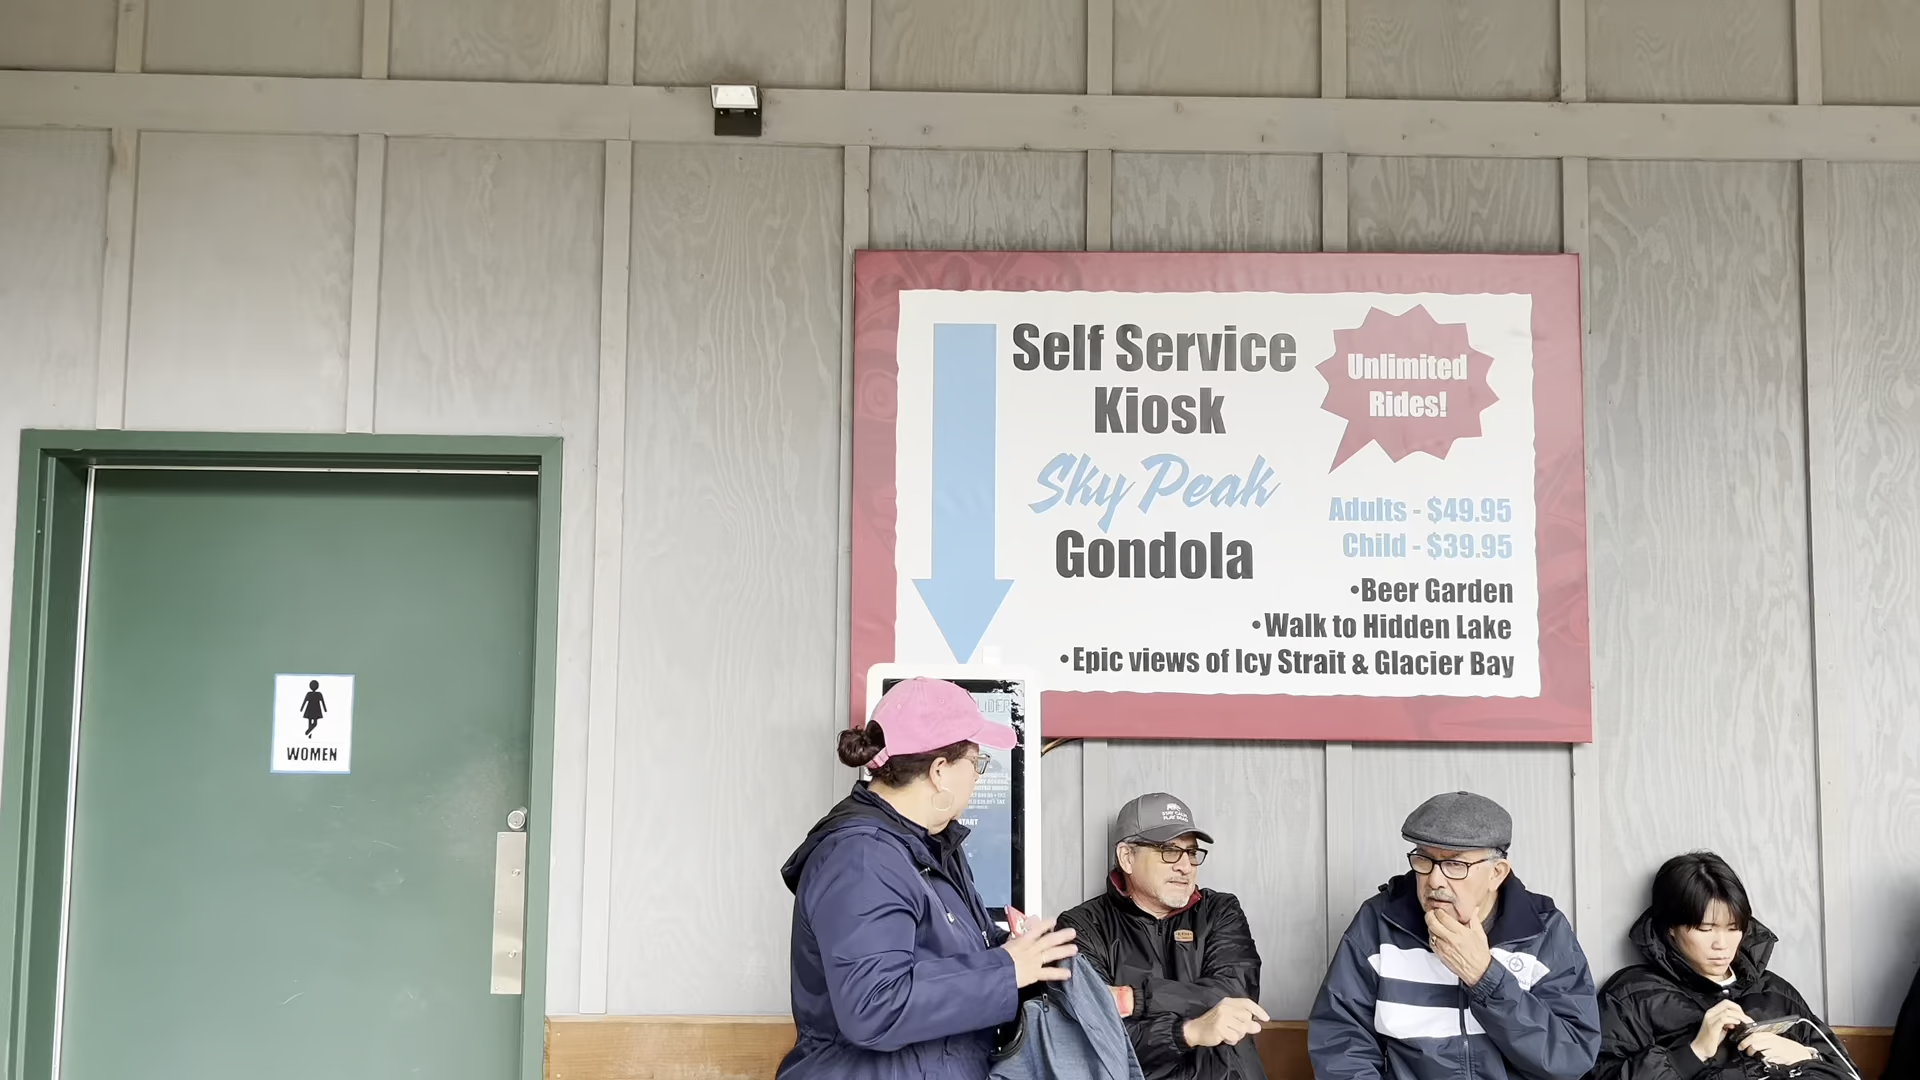 Self Service
Kiosk
Sky Peak
Gondola
Unlimited
Rides!
Adults - $49.95
Child - $39.95
•Beer Garden
•Walk to Hidden Lake
•Epic views of Icy Strait & Glacier Bay
WOMEN
START